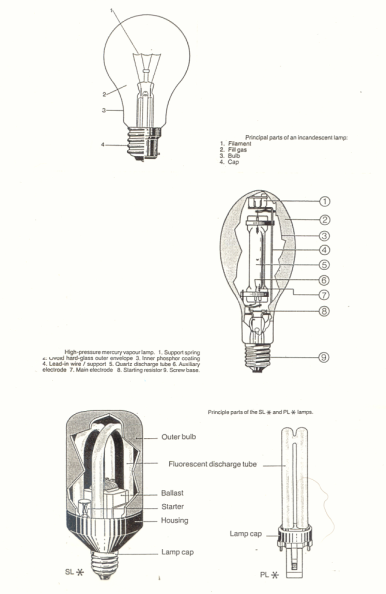 1
2
3
4
Principal parts of an incandescent lamp:
1. Filament
2. Fill gas
3. Bulb
4. Cap
1
2
3
4
5
6
7
8
9
High-pressure mercury vapour lamp. 1. Support spring
2. Ovoid hard-glass outer envelope 3. Inner phosphor coating
4. Lead-in wire / support 5. Quartz discharge tube 6. Auxiliary
electrode 7. Main electrode 8. Starting resistor 9. Screw base.
Principle parts of the SL * and PL * lamps.
Outer bulb
Fluorescent discharge tube
Ballast
Starter
Housing
Lamp cap
Lamp cap
SL *
PL *